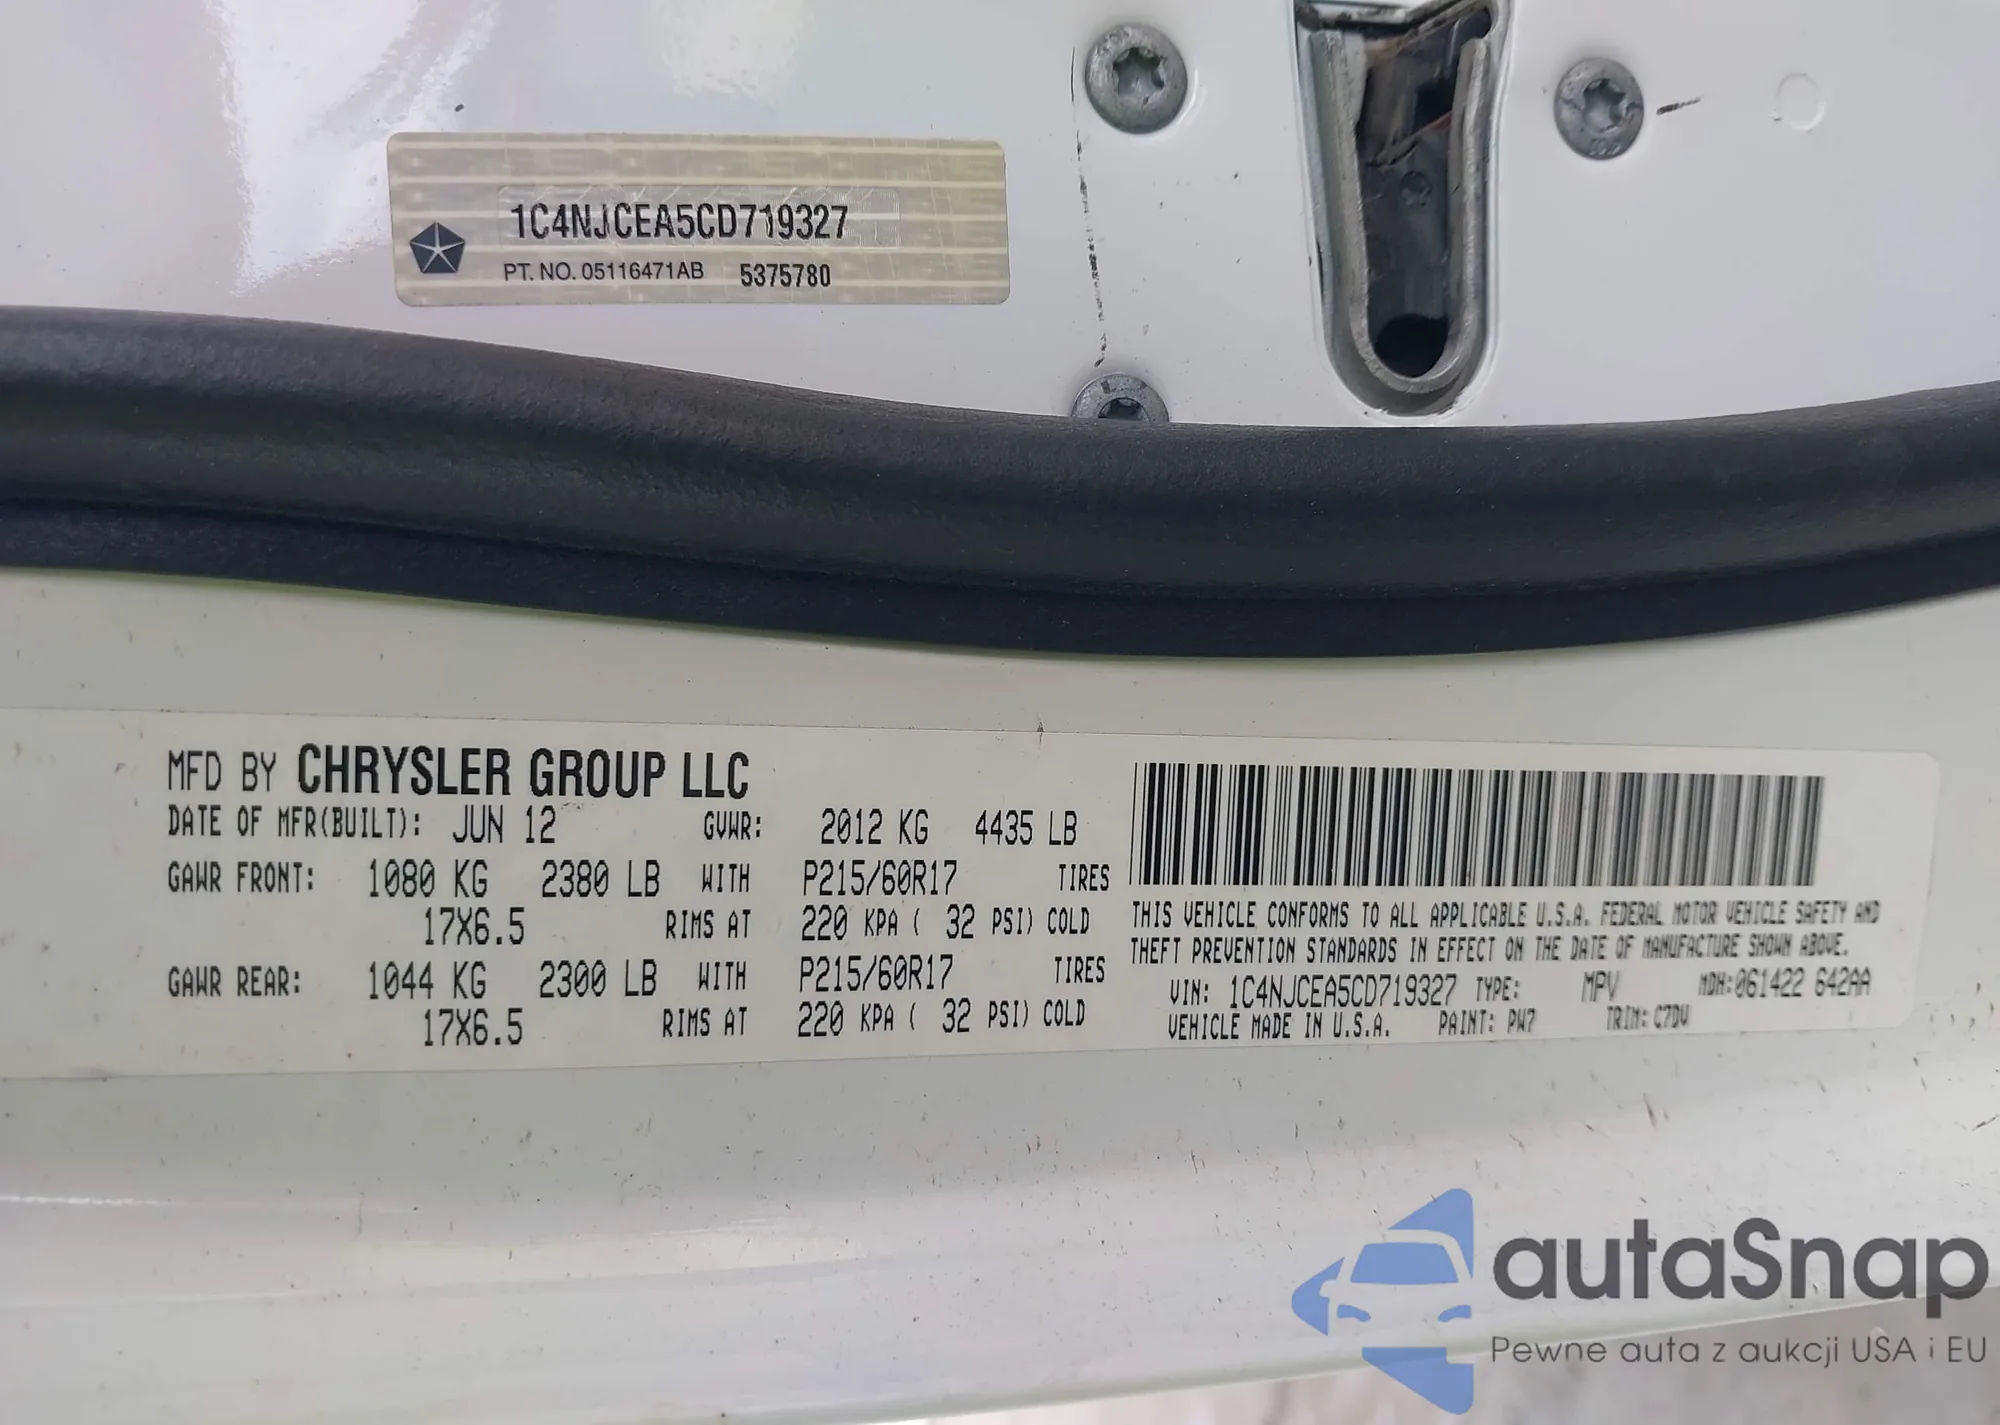 1C4NJCEA5CD719327
PT. NO. 05116471AB 5375780
MFD BY CHRYSLER GROUP LLC
DATE OF MFR(BUILT): JUN 12 GVWR: 2012 KG 4435 LB
GAWR FRONT: 1080 KG 2380 LB WITH P215/60R17 TIRES
17X6.5 RIMS AT 220 KPA ( 32 PSI) COLD
GAWR REAR: 1044 KG 2300 LB WITH P215/60R17 TIRES
17X6.5 RIMS AT 220 KPA ( 32 PSI) COLD
THIS VEHICLE CONFORMS TO ALL APPLICABLE U.S.A. FEDERAL MOTOR VEHICLE SAFETY AND
THEFT PREVENTION STANDARDS IN EFFECT ON THE DATE OF MANUFACTURE SHOWN ABOVE.
VIN: 1C4NJCEA5CD719327 TYPE: MPV MDH:061422 642AA
VEHICLE MADE IN U.S.A. PAINT: PW7 TRIM: C7DV
autaSnap
Pewne auta z aukcji USA i EU